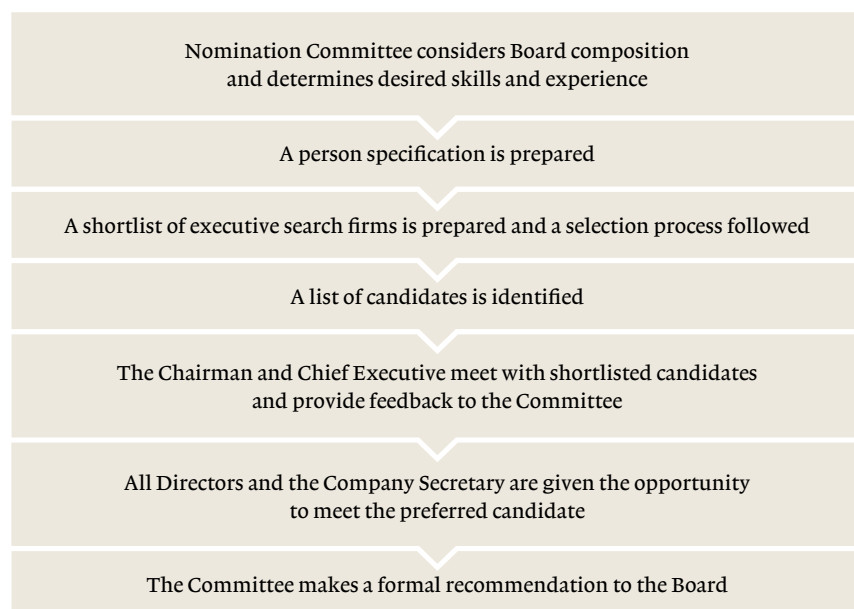 Nomination Committee considers Board composition
and determines desired skills and experience
A person specification is prepared
A shortlist of executive search firms is prepared and a selection process followed
A list of candidates is identified
The Chairman and Chief Executive meet with shortlisted candidates
and provide feedback to the Committee
All Directors and the Company Secretary are given the opportunity
to meet the preferred candidate
The Committee makes a formal recommendation to the Board